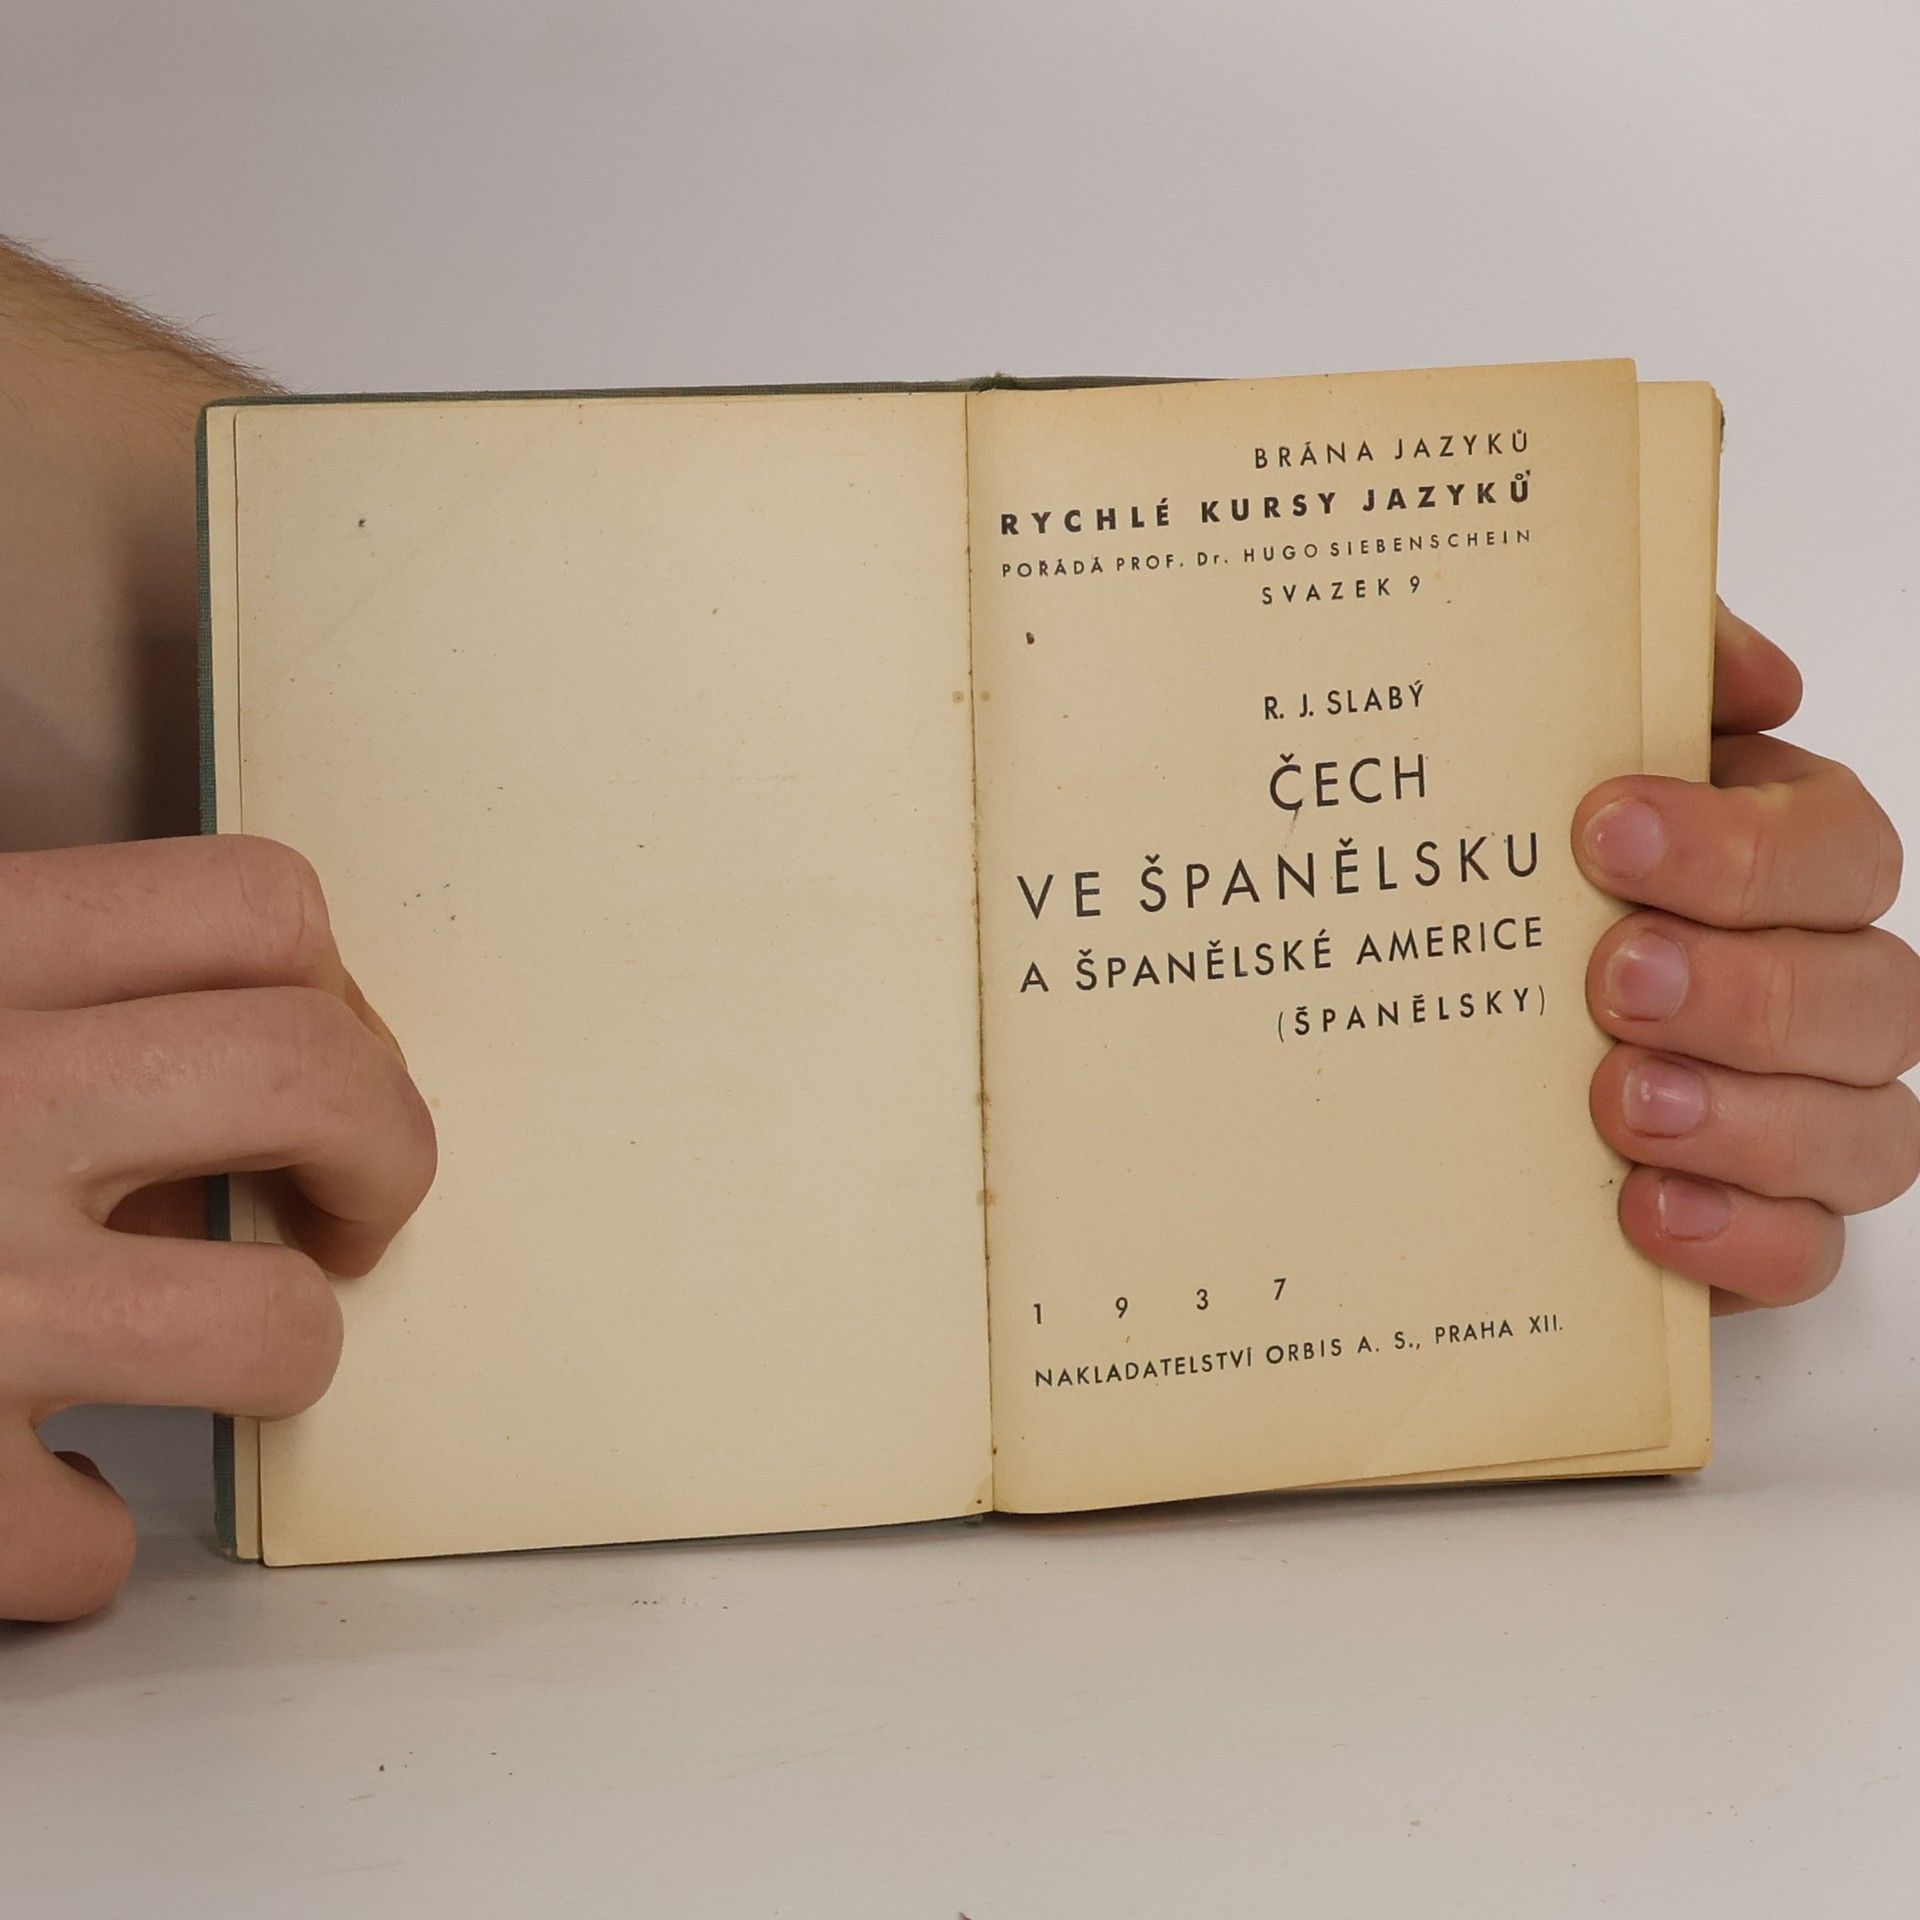 BRÁNA JAZYKŮ
RYCHLÉ KURSY JAZYKŮ
POŘÁDÁ PROF. Dr. HUGO SIEBENSCHEIN
SVAZEK 9
R. J. SLABÝ
ČECH
VE ŠPANĚLSKU
A ŠPANĚLSKÉ AMERICE
(ŠPANĚLSKY)
1 9 3 7
NAKLADATELSTVÍ ORBIS A. S., PRAHA XII.